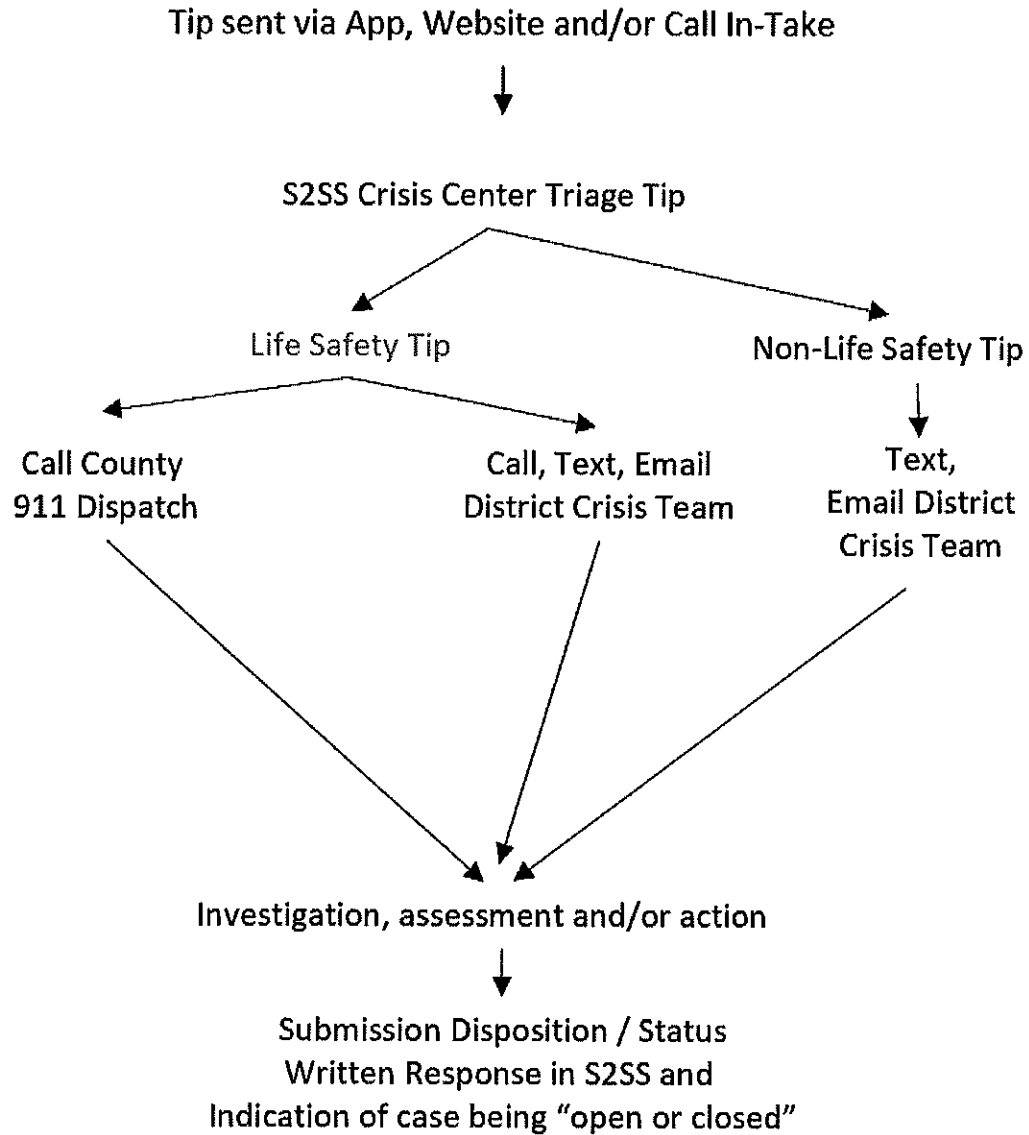 Tip sent via App, Website and/or Call In-Take
S2SS Crisis Center Triage Tip
Life Safety Tip
Non-Life Safety Tip
Call County
911 Dispatch
Call, Text, Email
District Crisis Team
Text,
Email District
Crisis Team
Investigation, assessment and/or action
Submission Disposition / Status
Written Response in S2SS and
Indication of case being “open or closed”